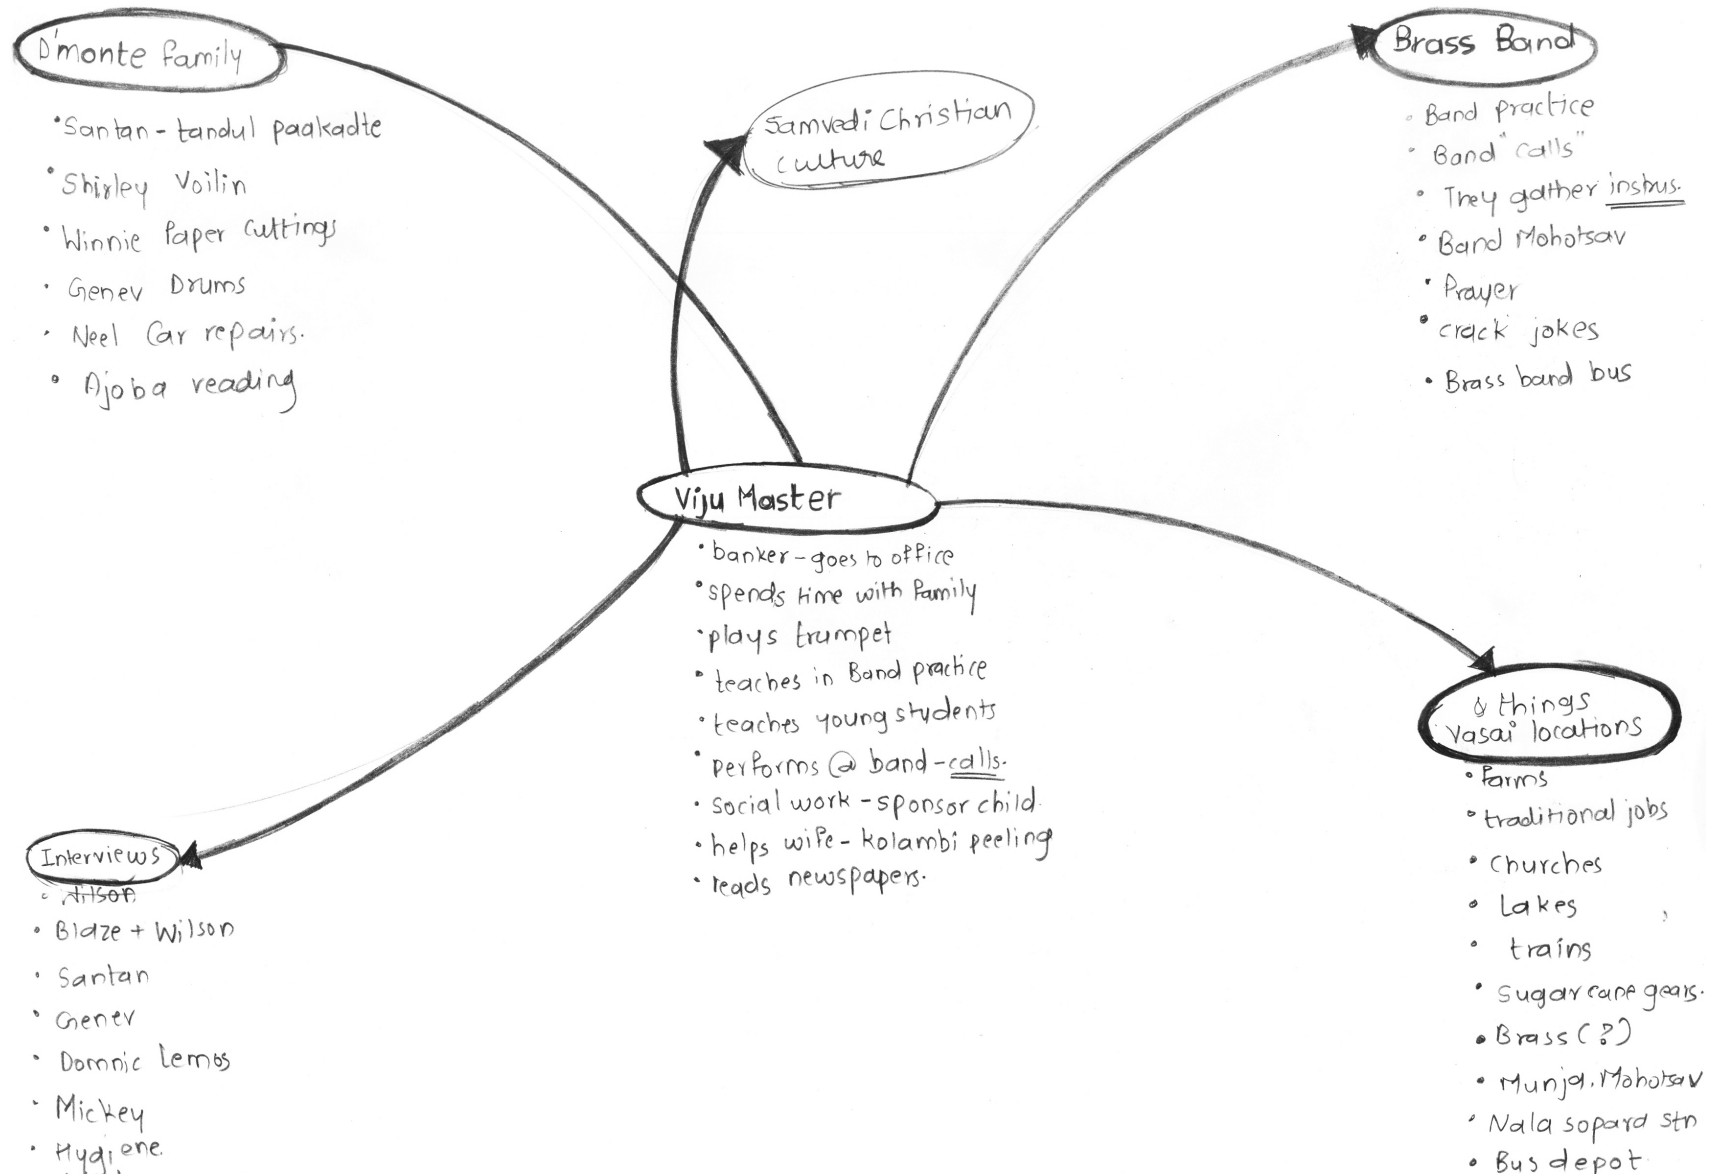 D'monte family
•Santan - tandul paakadte
•Shirley Voilin
•Winnie Paper Cuttings
• Genev Drums
• Neel Car repairs.
• Ajoba reading
Samvedi Christian
culture
Brass Band
• Band practice
• Band "calls"
• They gather instrus.
• Band Mohotsav
• Prayer
• crack jokes
• Brass band bus
Viju Master
•banker - goes to office
•spends time with family
•plays trumpet
•teaches in Band practice
•teaches young students
•performs @ band - calls.
• social work - sponsor child.
• helps wife - kolambi peeling
• reads newspapers.
& things
Vasai locations
•farms
•traditional jobs
• Churches
• Lakes
• trains
• Sugarcane gears.
• Brass (?)
• Munja. Mohotsav
• Nala sopara stn
• Bus depot.
Interviews
• Wilson
• Blaze + Wilson
• Santan
• Genev
• Domnic Lemos
• Mickey
• Hygiene.